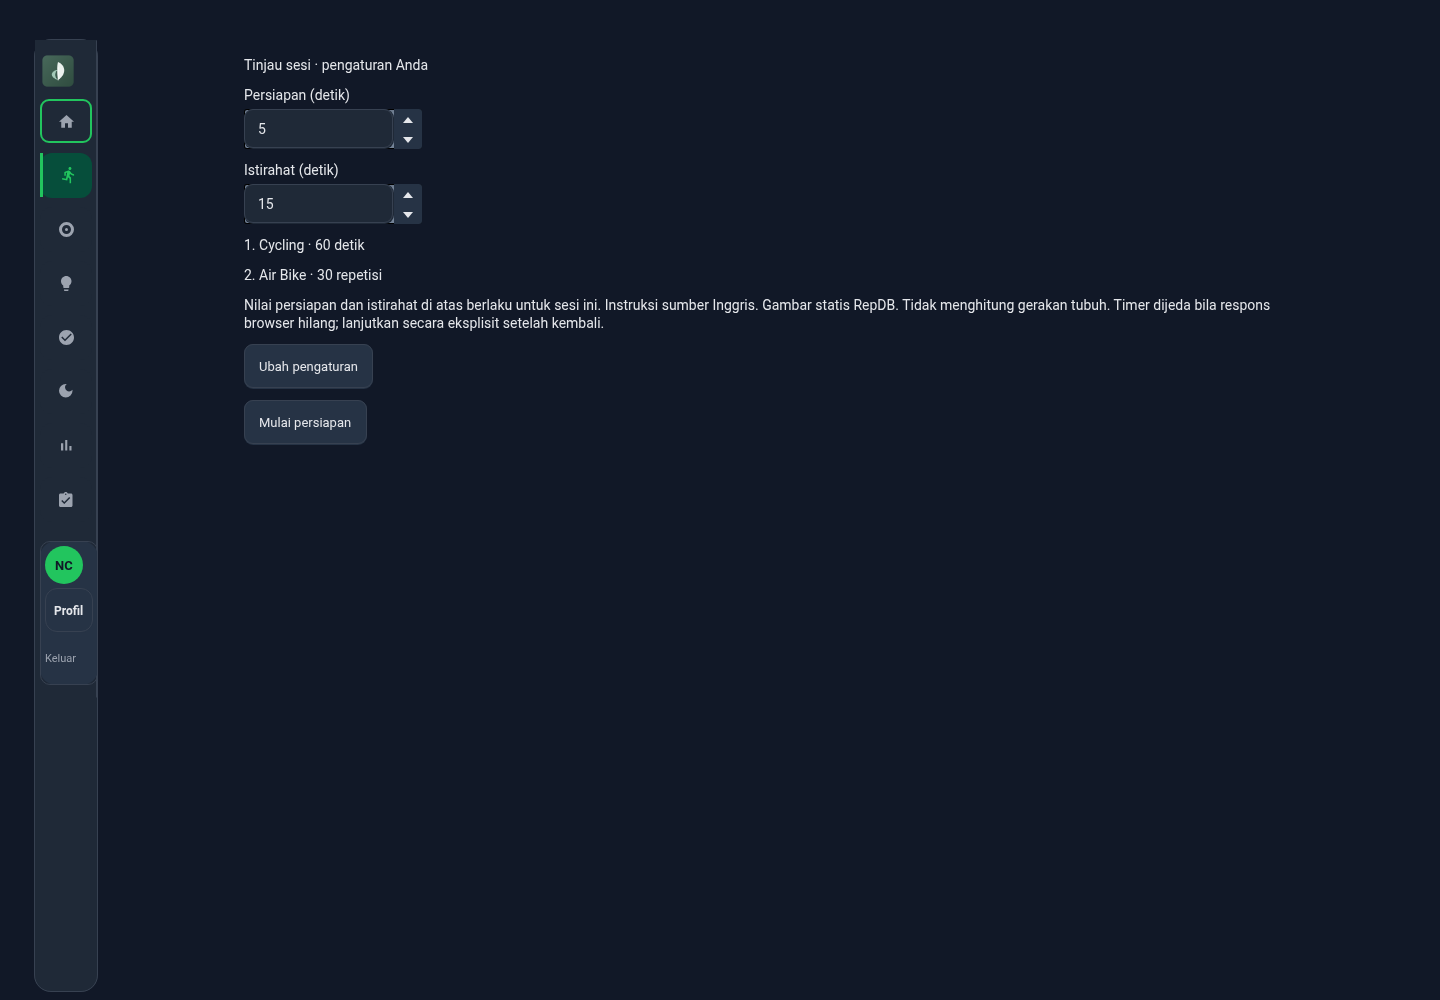 Tinjau sesi · pengaturan Anda
Persiapan (detik)
5
Istirahat (detik)
15
1. Cycling · 60 detik
2. Air Bike · 30 repetisi
Nilai persiapan dan istirahat di atas berlaku untuk sesi ini. Instruksi sumber Inggris. Gambar statis RepDB. Tidak menghitung gerakan tubuh. Timer dijeda bila respons
browser hilang; lanjutkan secara eksplisit setelah kembali.
Ubah pengaturan
Mulai persiapan
NC
Profil
Keluar